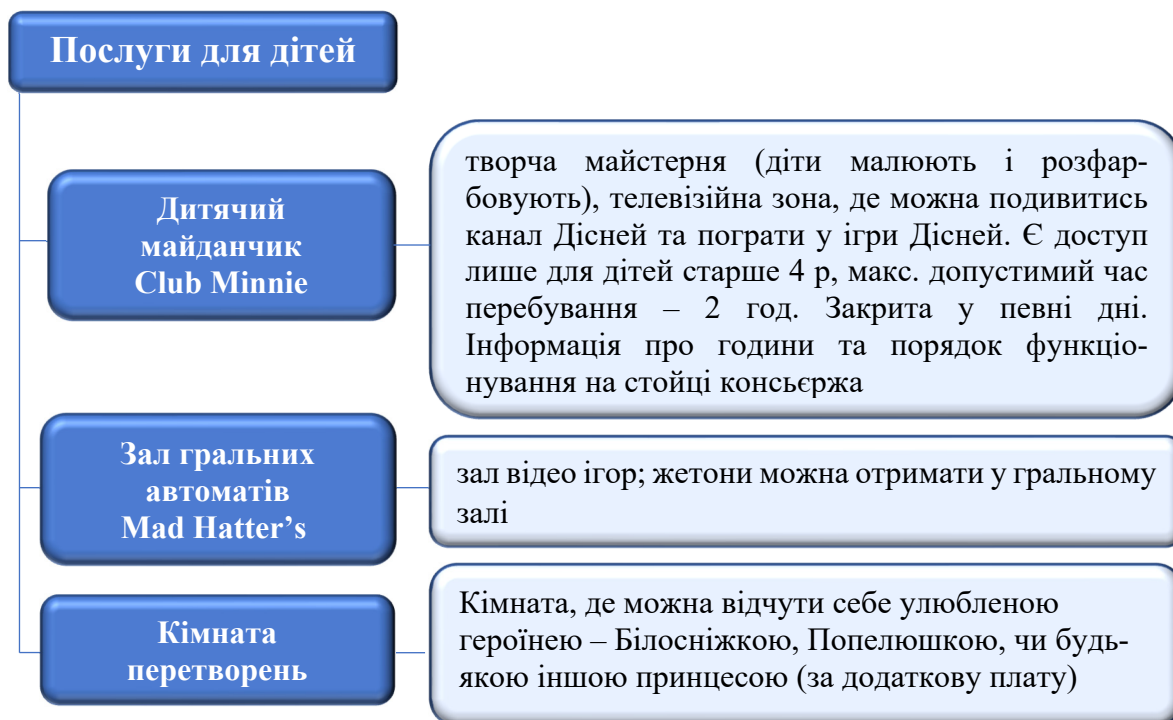 Послуги для дітей
Дитячий
майданчик
Club Minnie
творча майстерня (діти малюють і розфар-
бовують), телевізійна зона, де можна подивитись
канал Дісней та пограти у ігри Дісней. Є доступ
лише для дітей старше 4 р, макс. допустимий час
перебування – 2 год. Закрита у певні дні.
Інформація про години та порядок функціо-
нування на стойці консьєржа
Зал гральних
автоматів
Mad Hatter’s
зал відео ігор; жетони можна отримати у гральному
залі
Кімната
перетворень
Кімната, де можна відчути себе улюбленою
героїнею – Білосніжкою, Попелюшкою, чи будь-
якою іншою принцесою (за додаткову плату)